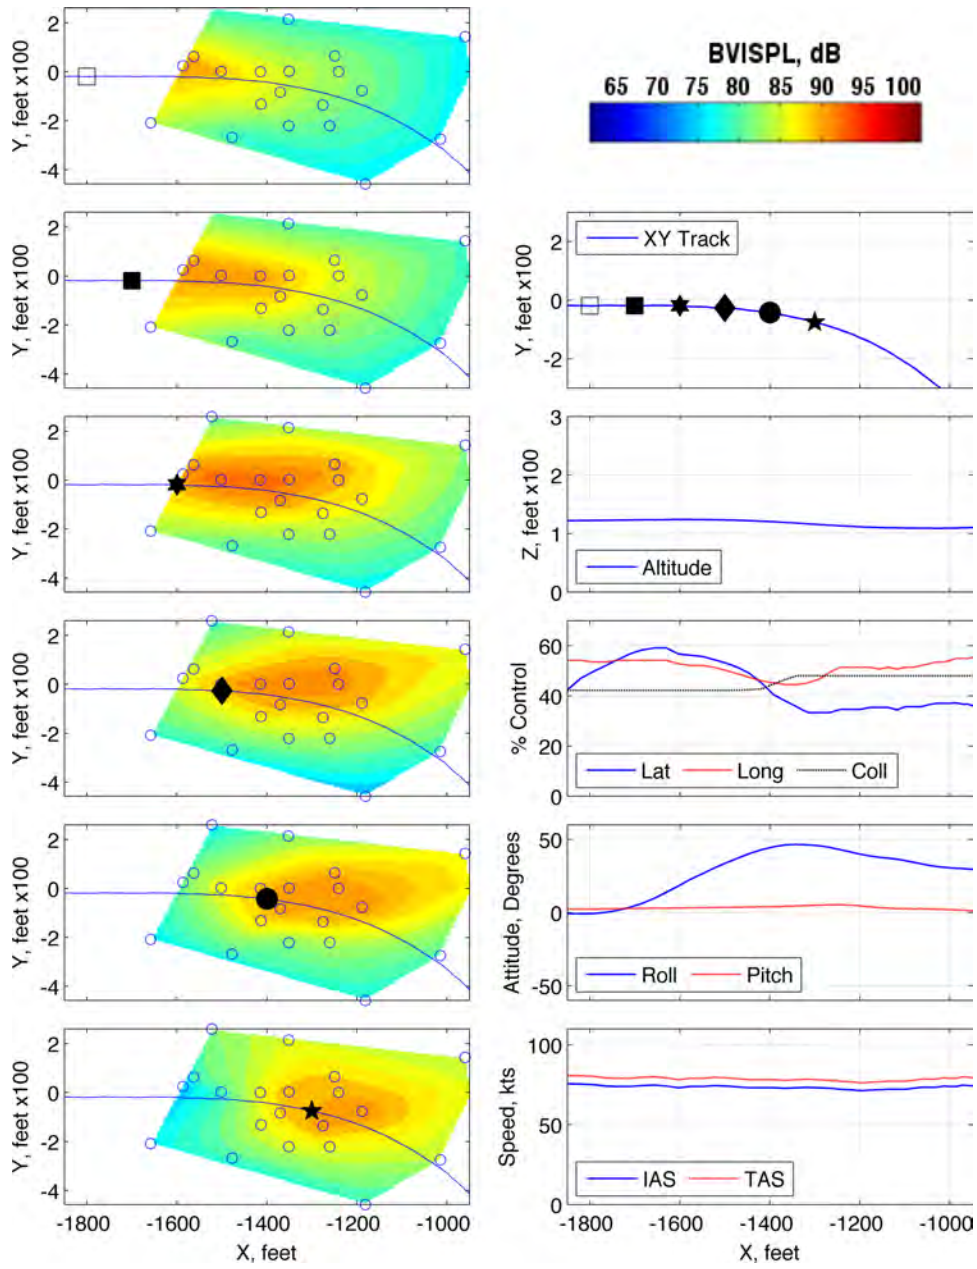 BVISPL, dB
65 70 78 85 90 95 100
Y, feet x100
2
0
-2
-4
Y, feet x100
2
0
-2
-4
XY Track
Y, feet x100
2
0
-2
Y, feet x100
2
0
-2
-4
Z, feet x100
3
2
1
0
Altitude
Y, feet x100
2
0
-2
-4
% Control
60
40
20
0
Lat Long Coll
Y, feet x100
2
0
-2
-4
Attitude, Degrees
50
0
-50
Roll Pitch
Y, feet x100
2
0
-2
-4
-1800 -1600 -1400 -1200 -1000
X, feet
Speed, kts
100
50
0
IAS TAS
-1800 -1600 -1400 -1200 -1000
X, feet